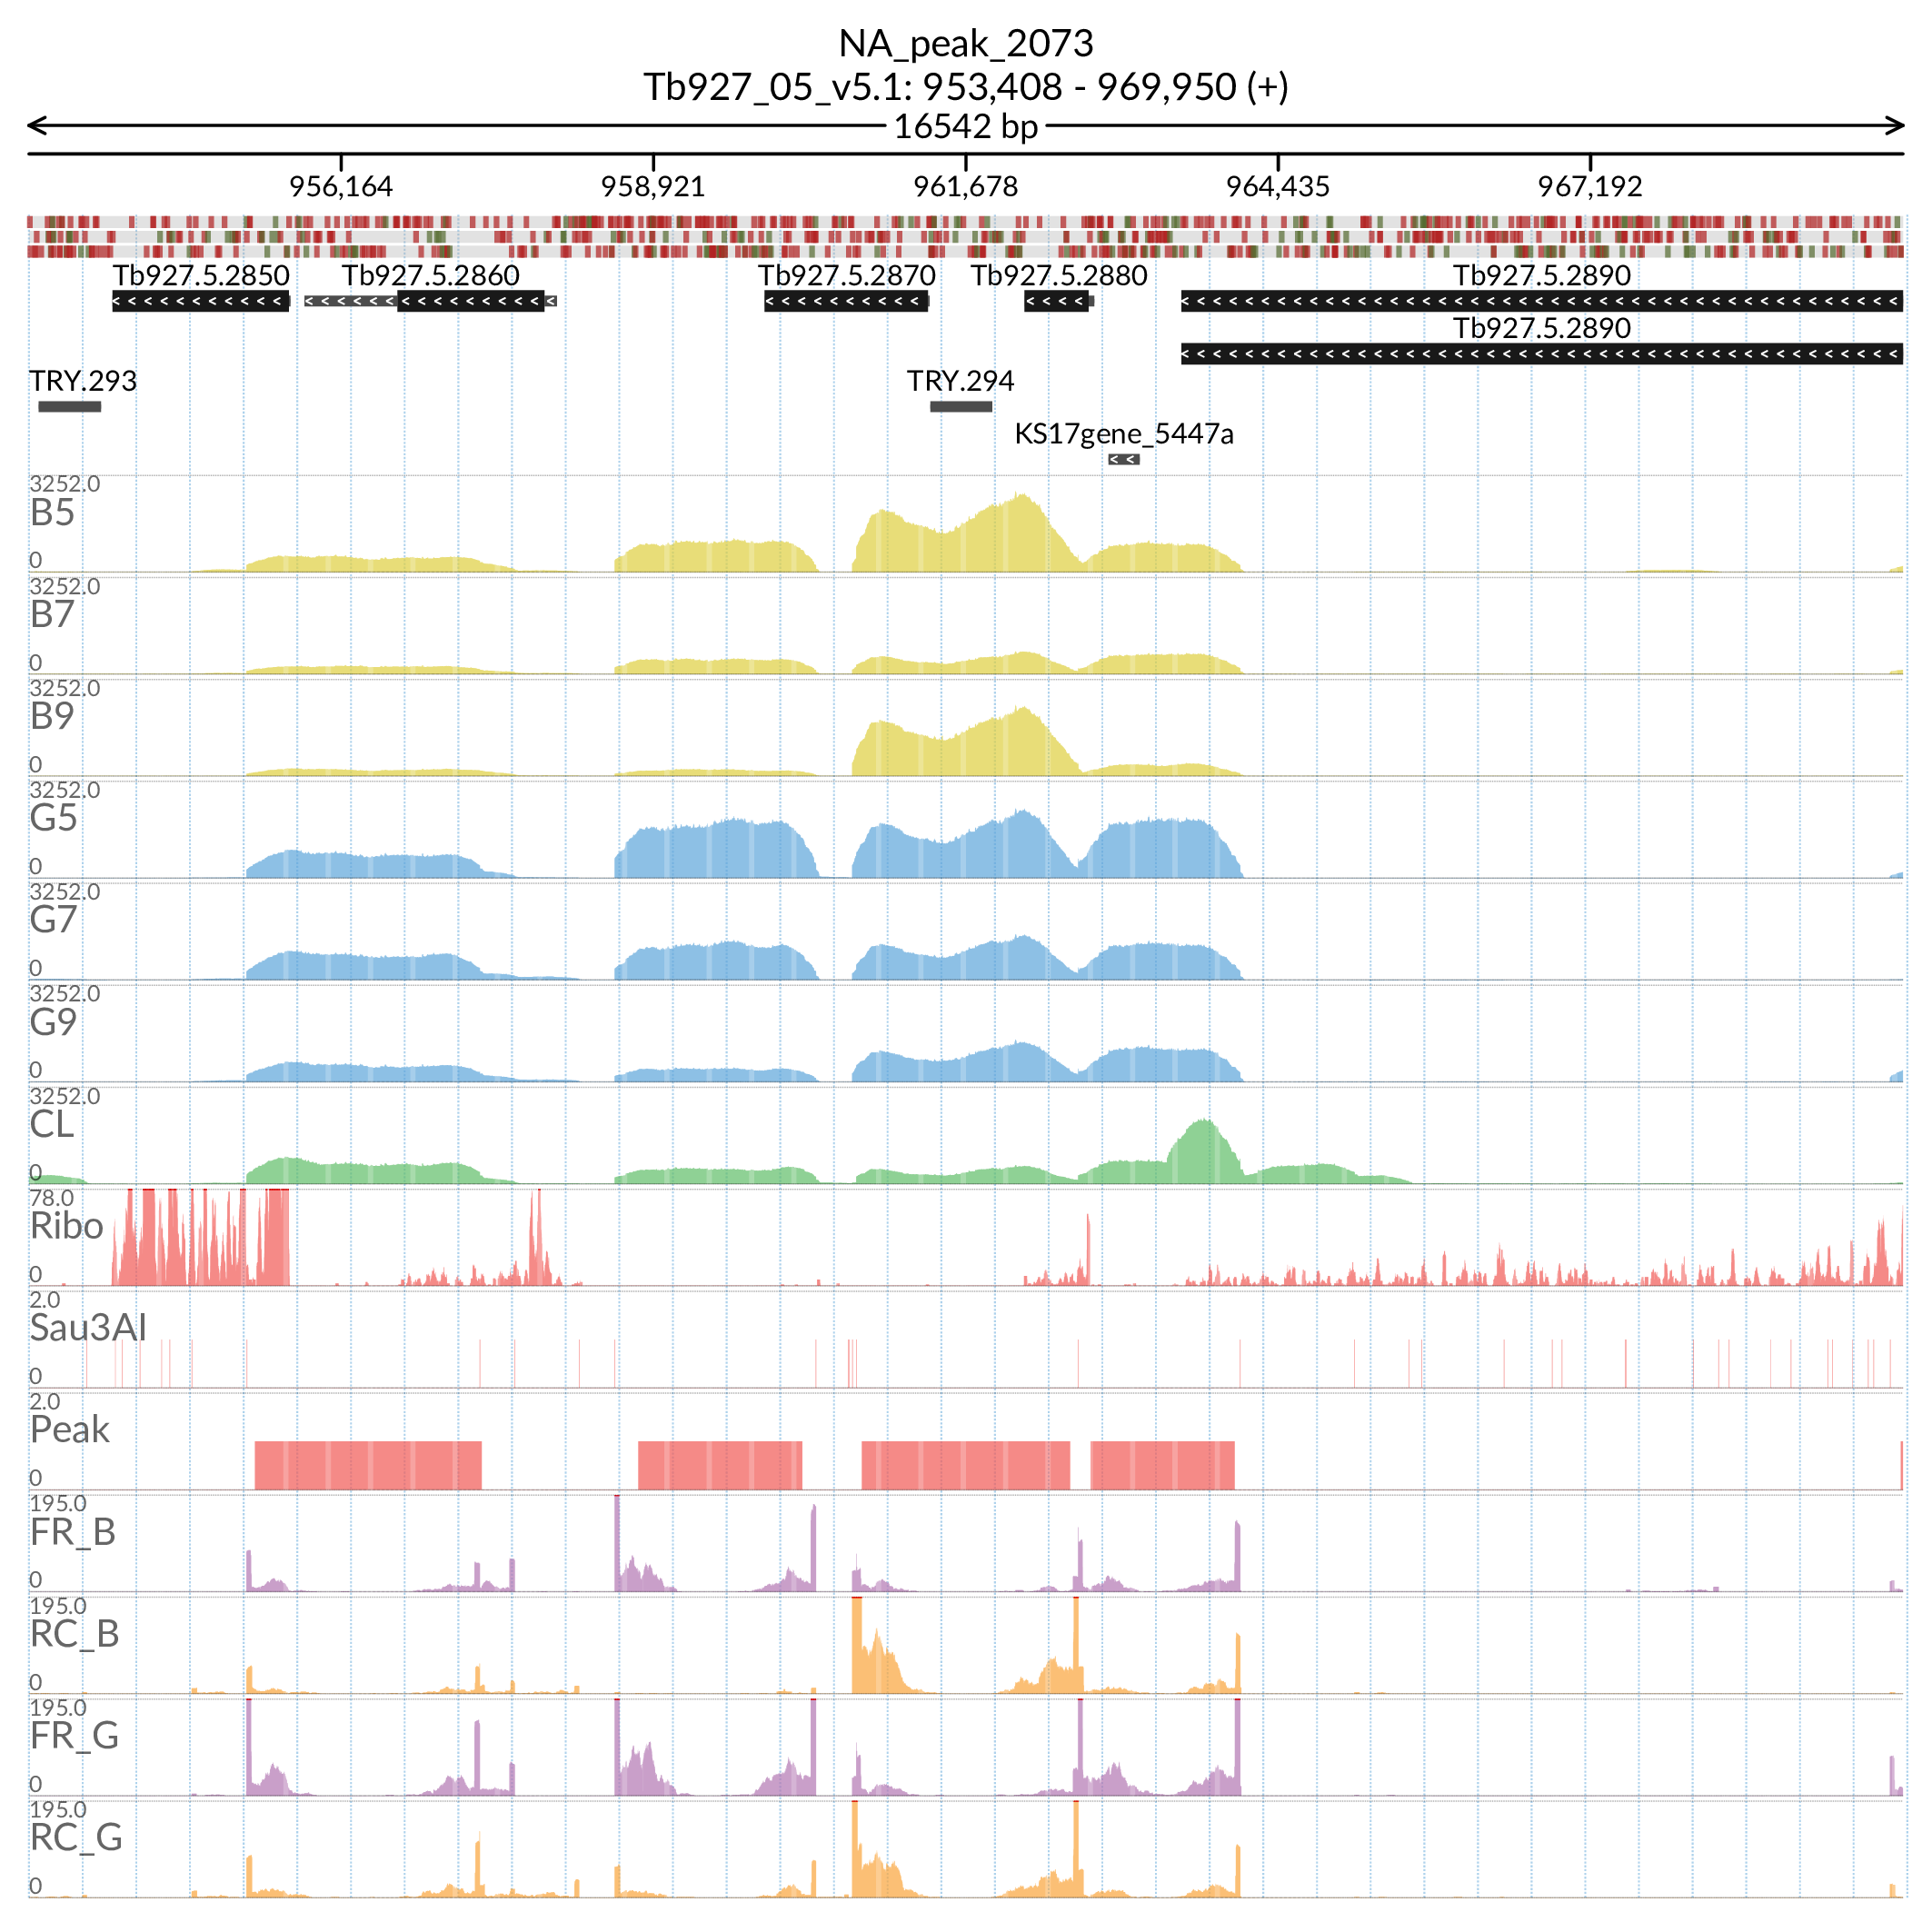 NA_peak_2073
Tb927_05_v5.1: 953,408 - 969,950 (+)
16542 bp
956,164 958,921 961,678 964,435 967,192
Tb927.5.2850 Tb927.5.2860 Tb927.5.2870 Tb927.5.2880 Tb927.5.2890
Tb927.5.2890
TRY.293 TRY.294
KS17gene_5447a
3252.0
B5
0
3252.0
B7
0
3252.0
B9
0
3252.0
G5
0
3252.0
G7
0
3252.0
G9
0
3252.0
CL
0
78.0
Ribo
0
2.0
Sau3AI
0
2.0
Peak
0
195.0
FR_B
0
195.0
RC_B
0
195.0
FR_G
0
195.0
RC_G
0